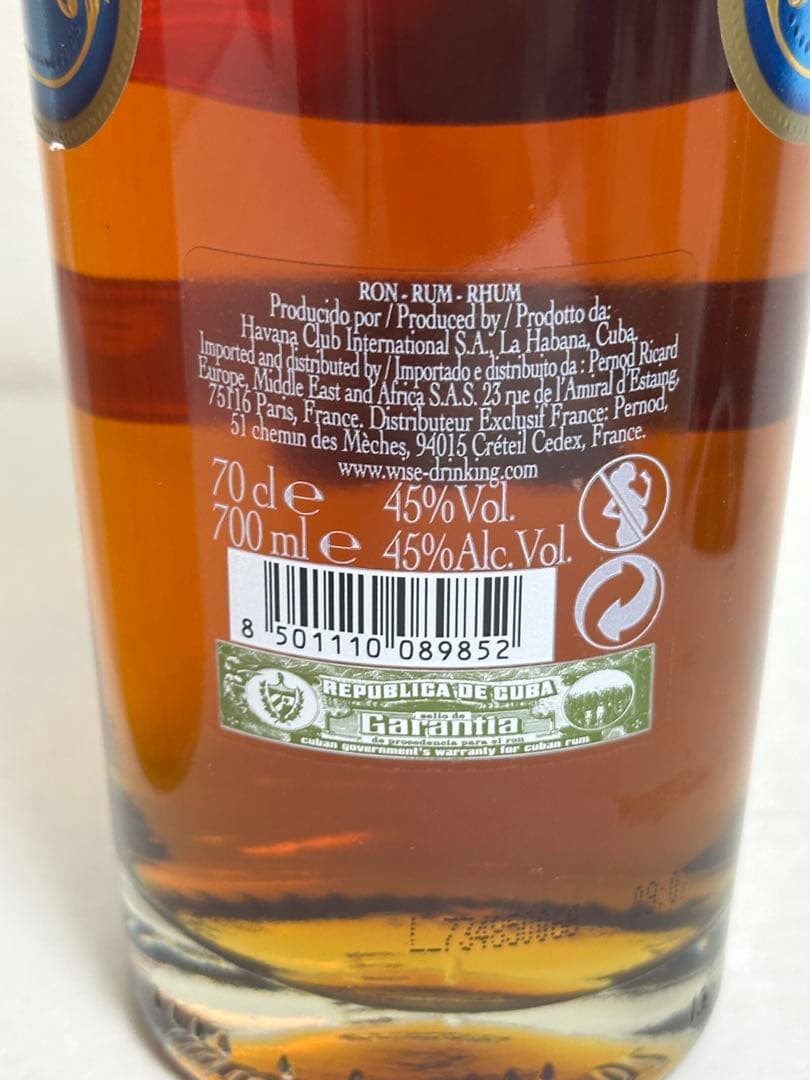 RON - RUM - RHUM
Producido por / Produced by / Prodotto da:
Havana Club International S.A., La Habana, Cuba.
Imported and distributed by / Importado e distribuito da : Pernod Ricard
Europe, Middle East and Africa S.A.S. 23 rue de l'Amiral d'Estaing,
75116 Paris, France. Distributeur Exclusif France: Pernod,
51 chemin des Mèches, 94015 Créteil Cedex, France.
www.wise-drinking.com
70 cl e 45%Vol.
700 ml e 45%Alc.Vol.
8 501110 089852
REPUBLICA DE CUBA
sello de
Garantía
de procedencia para el ron
cuban government's warranty for cuban rum
09:07